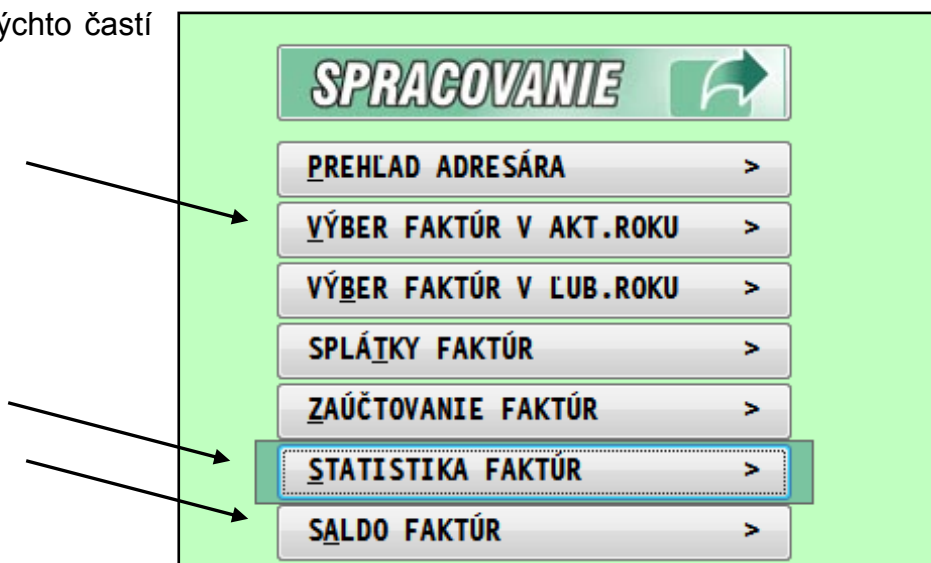 ýchto častí
SPRACOVANIE
PREHĽAD ADRESÁRA >
VÝBER FAKTÚR V AKT.ROKU >
VÝBER FAKTÚR V ĽUB.ROKU >
SPLÁTKY FAKTÚR >
ZAÚČTOVANIE FAKTÚR >
STATISTIKA FAKTÚR >
SALDO FAKTÚR >